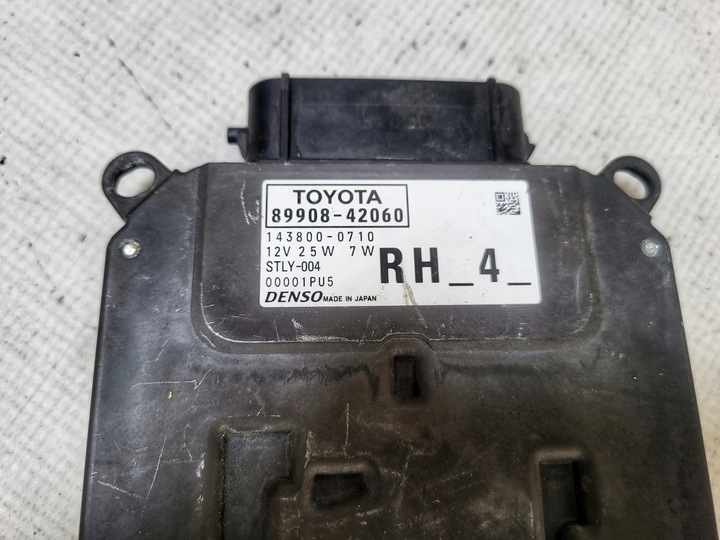 TOYOTA
89908-42060
143800-0710
12V 25W 7W
STLY-004
00001PU5
RH_4_
DENSO MADE IN JAPAN